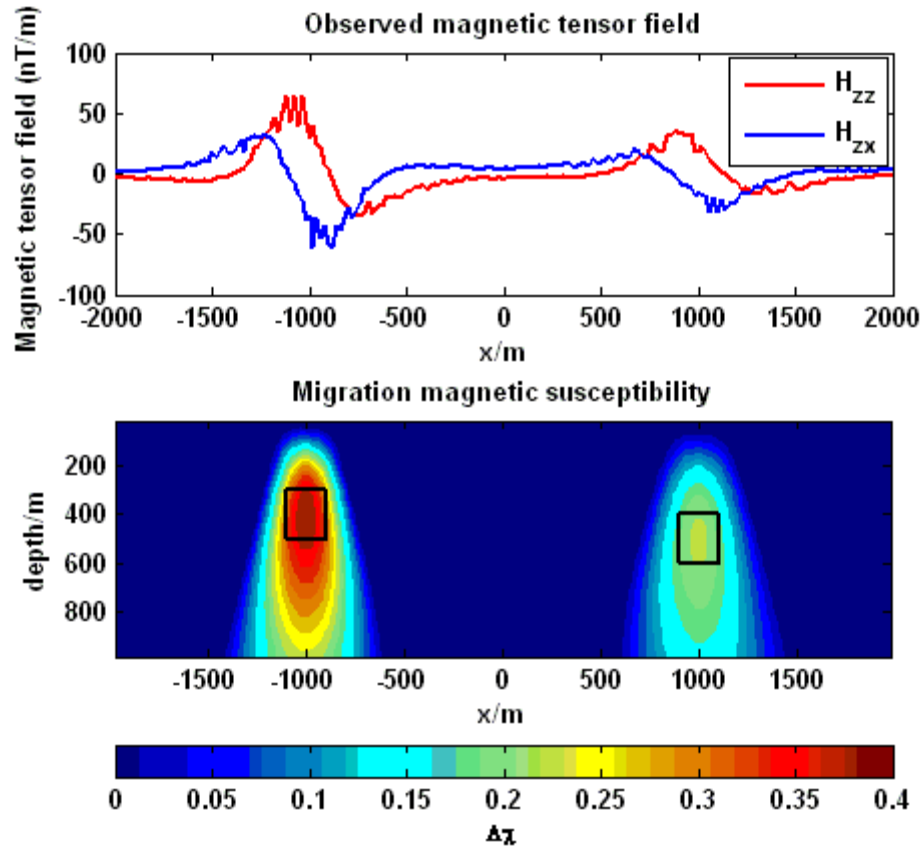 Observed magnetic tensor field
Magnetic tensor field (nT/m)
100
50
0
-50
-100
H_zz
H_zx
-2000 -1500 -1000 -500 0 500 1000 1500 2000
x/m
Migration magnetic susceptibility
depth/m
200
400
600
800
-1500 -1000 -500 0 500 1000 1500
x/m
0 0.05 0.1 0.15 0.2 0.25 0.3 0.35 0.4
Δχ